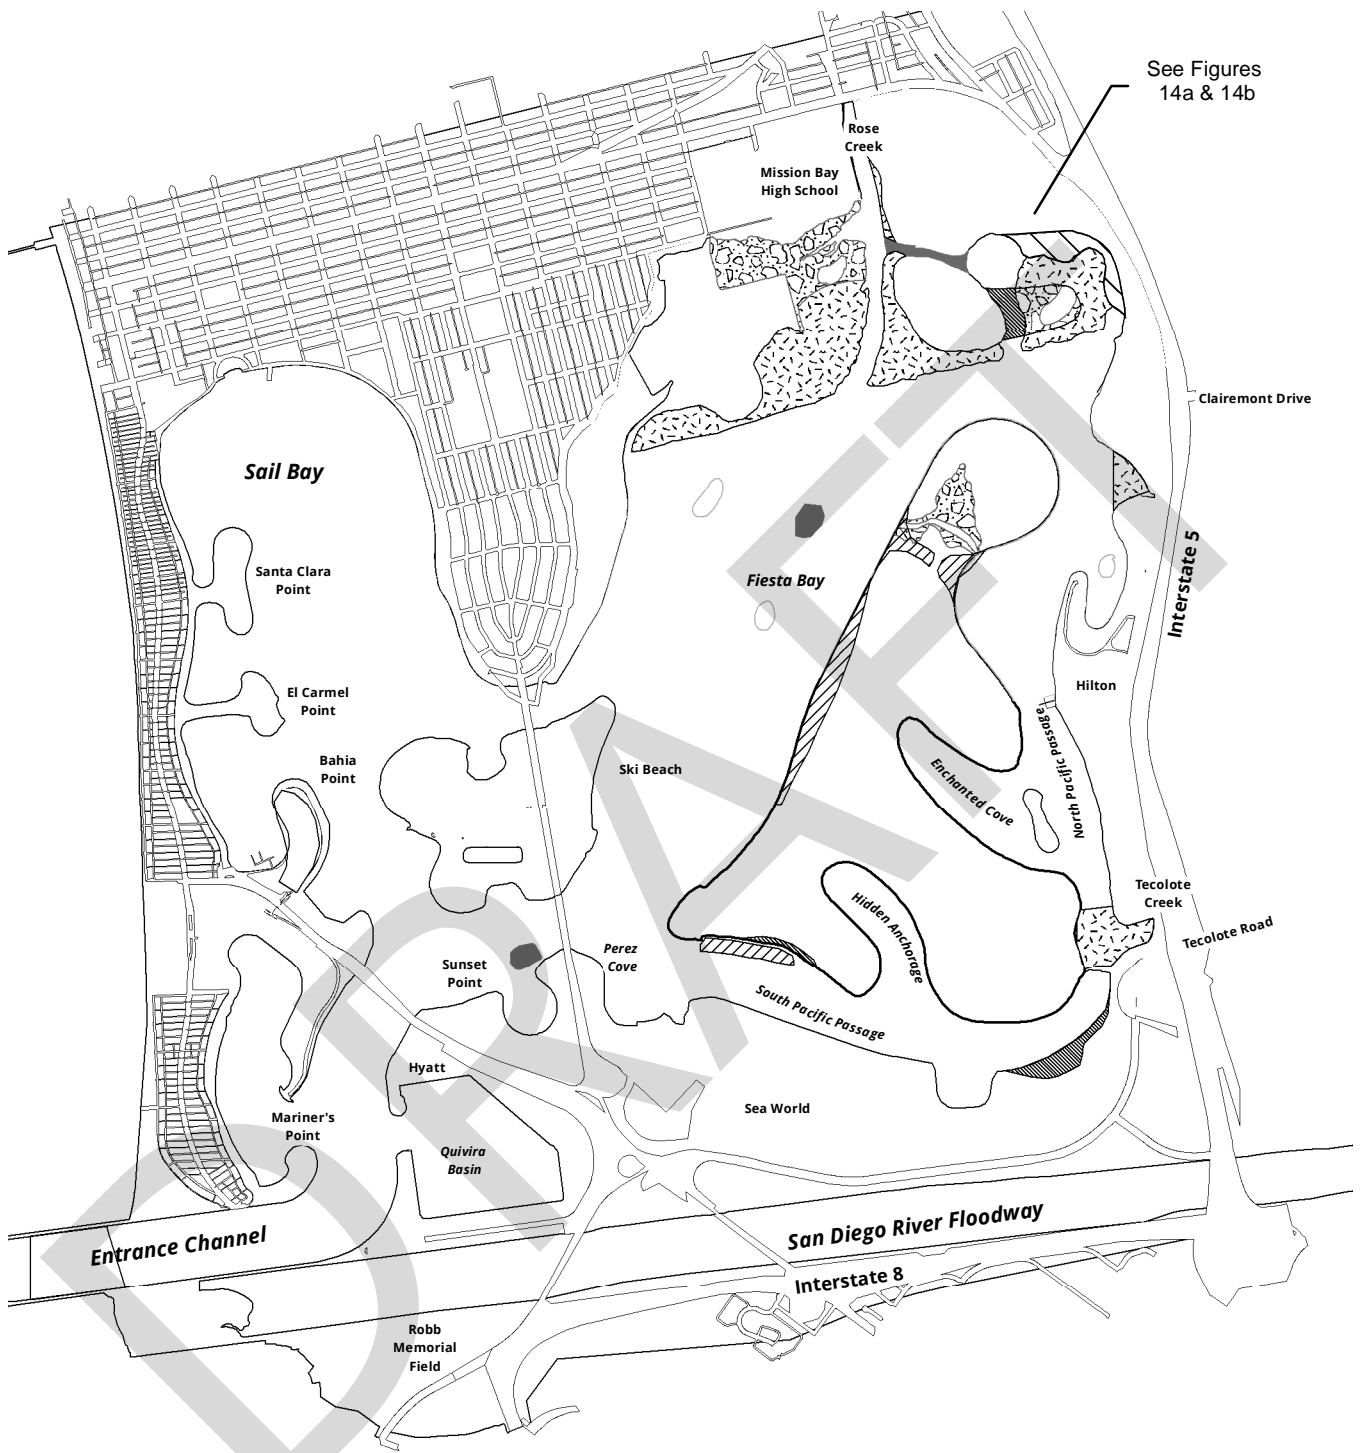 See Figures
14a & 14b
Rose
Creek
Mission Bay
High School
Clairemont Drive
Sail Bay
Santa Clara
Point
Fiesta Bay
Interstate 5
El Carmel
Point
Hilton
Bahia
Point
Ski Beach
North Pacific Passage
Enchanted Cove
Tecolote
Creek
Tecolote Road
Hidden Anchorage
Perez
Cove
Sunset
Point
South Pacific Passage
Hyatt
Sea World
Mariner's
Point
Quivira
Basin
Entrance Channel
San Diego River Floodway
Interstate 8
Robb
Memorial
Field
DRAFT